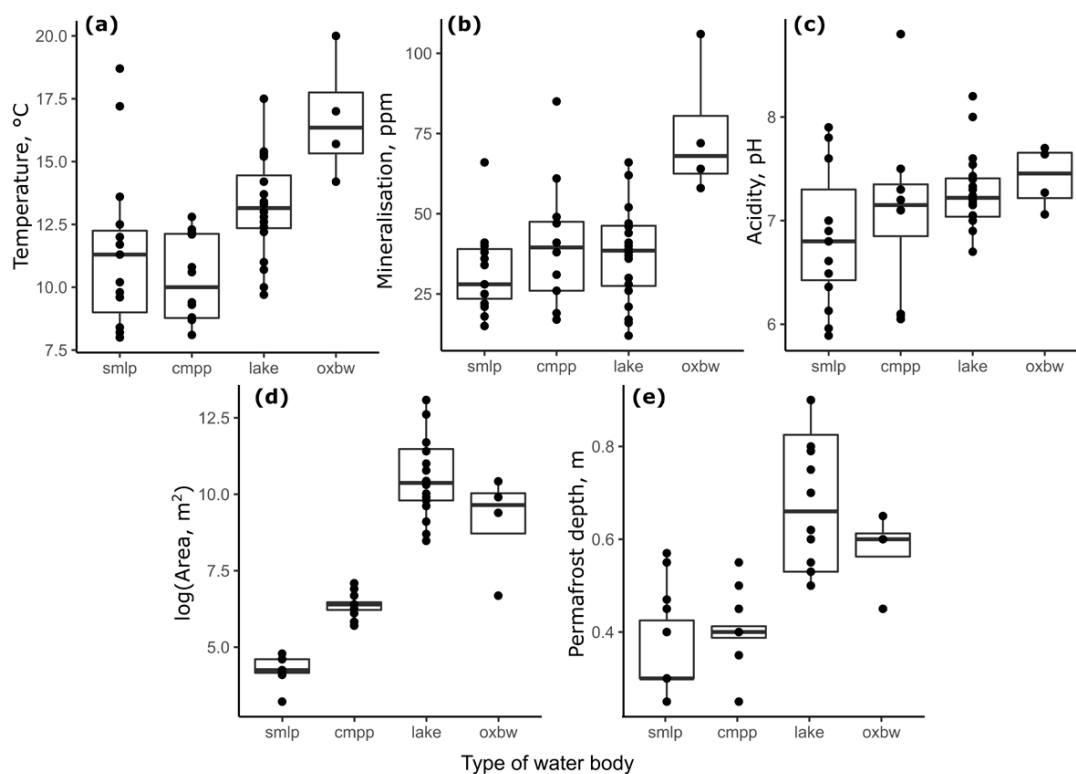 (a)
Temperature, °C
20.0
17.5
15.0
12.5
10.0
7.5
smlp cmpp lake oxbw
(b)
Mineralisation, ppm
100
75
50
25
smlp cmpp lake oxbw
(c)
Acidity, pH
8
7
6
smlp cmpp lake oxbw
(d)
log(Area, m²)
12.5
10.0
7.5
5.0
smlp cmpp lake oxbw
(e)
Permafrost depth, m
0.8
0.6
0.4
smlp cmpp lake oxbw
Type of water body